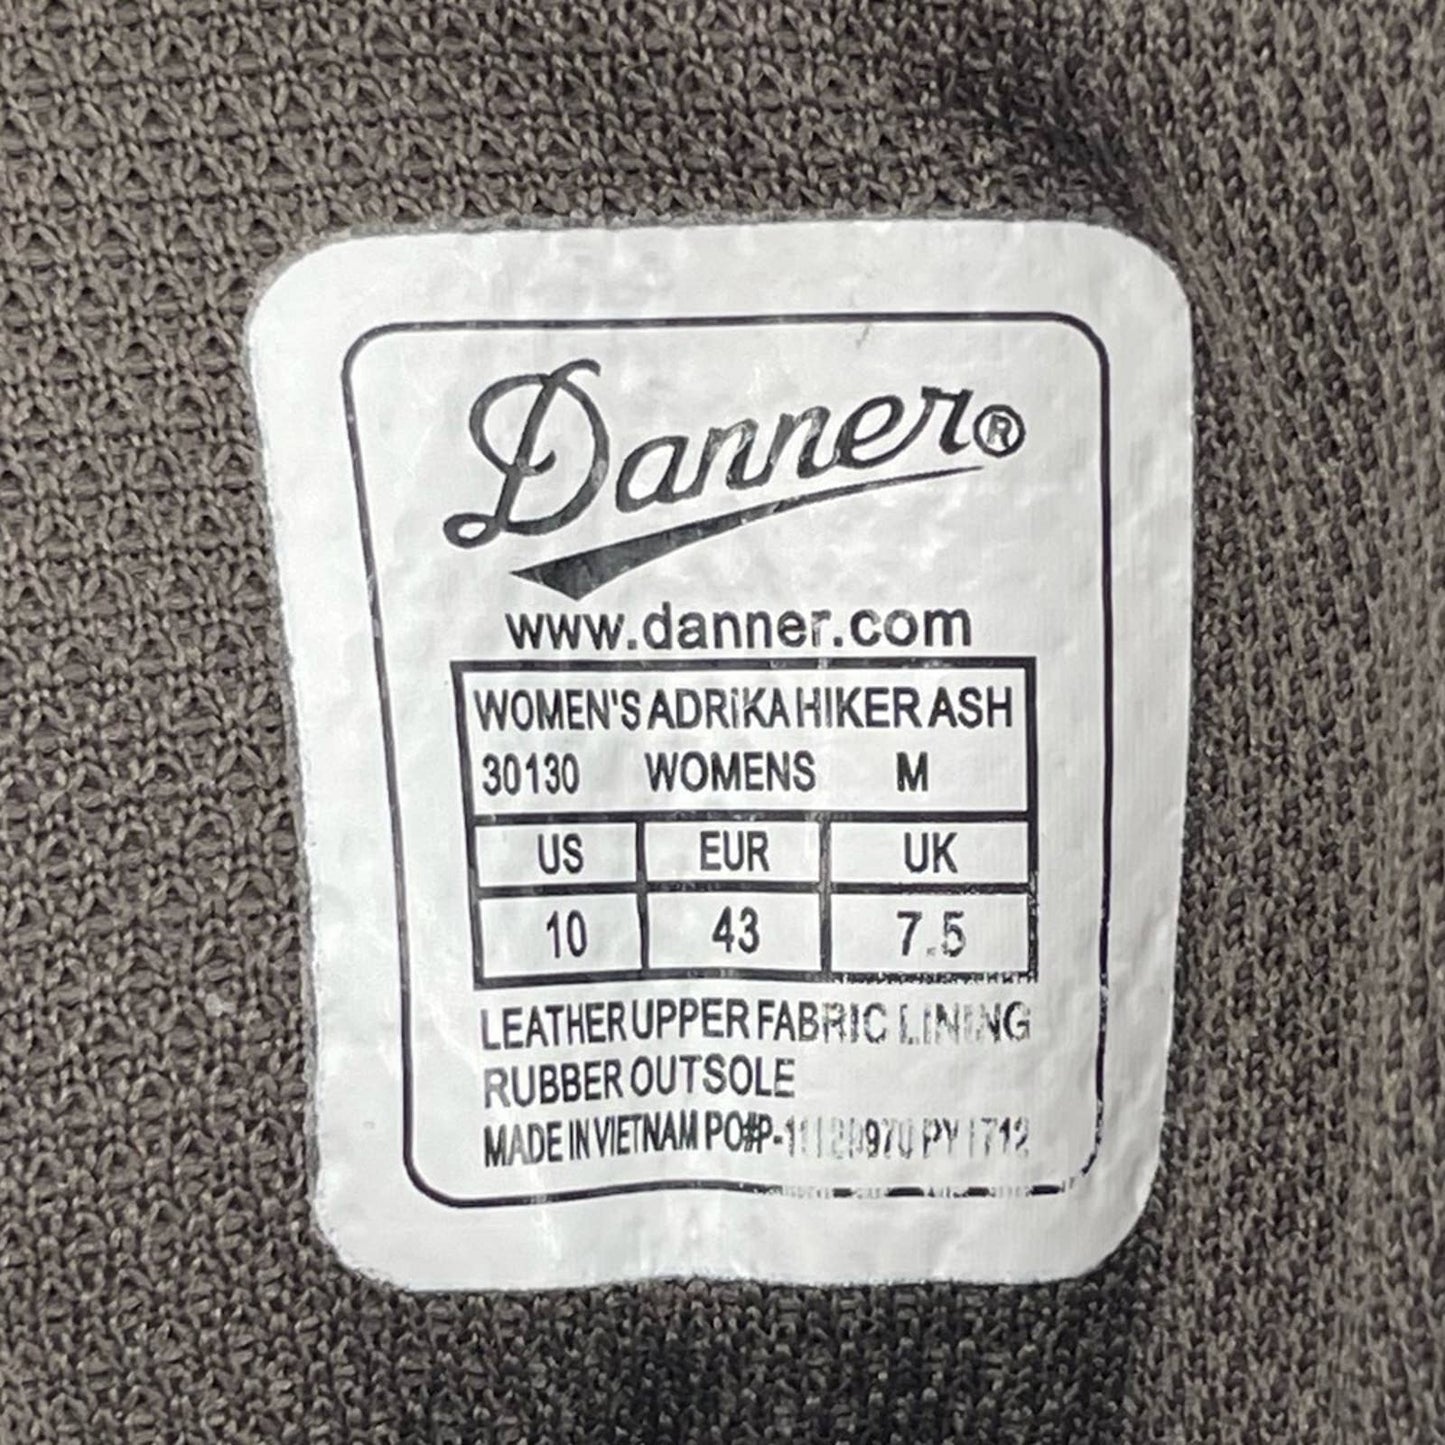 Danner®
www.danner.com
WOMEN'S ADRiKA HIKER ASH
30130 WOMENS M
US EUR UK
10 43 7.5
LEATHER UPPER FABRIC LINING
RUBBER OUTSOLE
MADE IN VIETNAM